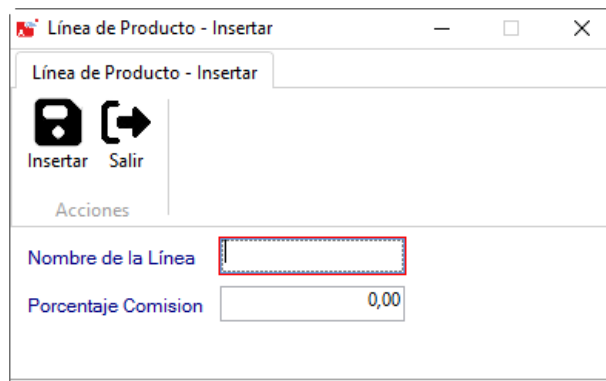 Línea de Producto - Insertar
Línea de Producto - Insertar
Insertar Salir
Acciones
Nombre de la Línea
Porcentaje Comision 0,00